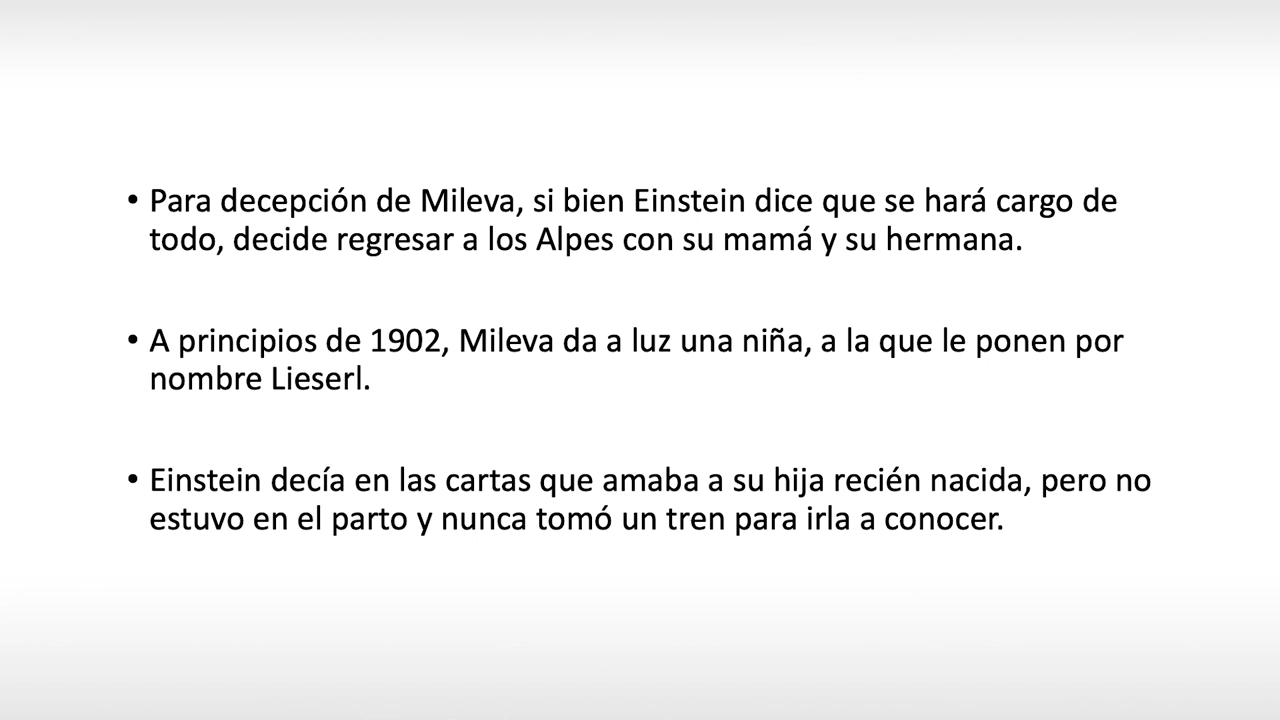 • Para decepción de Mileva, si bien Einstein dice que se hará cargo de
todo, decide regresar a los Alpes con su mamá y su hermana.
• A principios de 1902, Mileva da a luz una niña, a la que le ponen por
nombre Lieserl.
• Einstein decía en las cartas que amaba a su hija recién nacida, pero no
estuvo en el parto y nunca tomó un tren para irla a conocer.